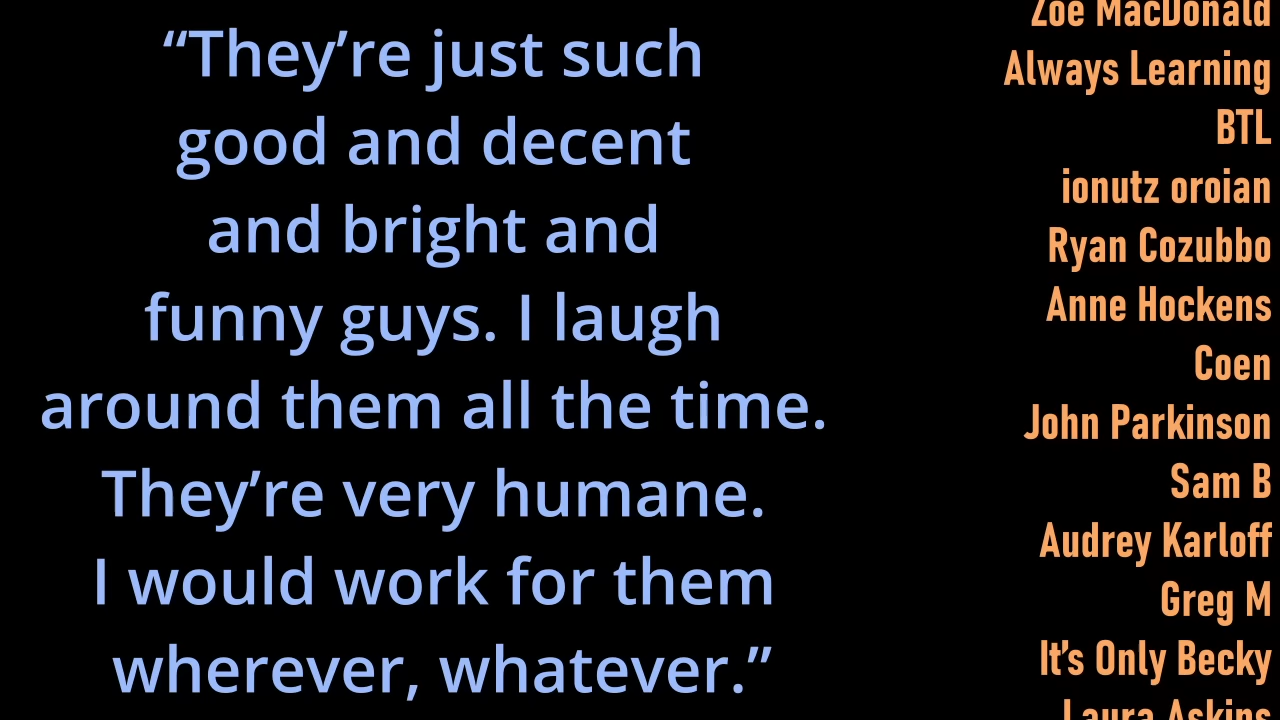 “They’re just such
good and decent
and bright and
funny guys. I laugh
around them all the time.
They’re very humane.
I would work for them
wherever, whatever.”
Zoe MacDonald
Always Learning
BTL
ionutz oroian
Ryan Cozubbo
Anne Hockens
Coen
John Parkinson
Sam B
Audrey Karloff
Greg M
It’s Only Becky
Laura Askins